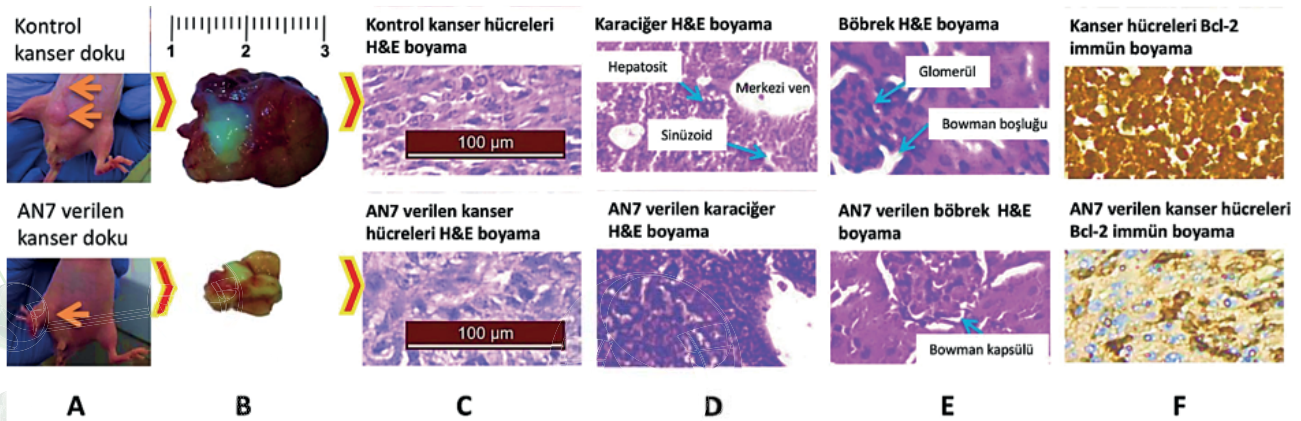 Kontrol
kanser doku
1 2 3
Kontrol kanser hücreleri
H&E boyama
100 µm
Karaciğer H&E boyama
Hepatosit
Merkezi ven
Sinüzoid
Böbrek H&E boyama
Glomerül
Bowman boşluğu
Kanser hücreleri Bcl-2
immün boyama
AN7 verilen
kanser doku
AN7 verilen kanser
hücreleri H&E boyama
100 µm
AN7 verilen karaciğer
H&E boyama
AN7 verilen böbrek H&E
boyama
Bowman kapsülü
AN7 verilen kanser hücreleri
Bcl-2 immün boyama
A B C D E F